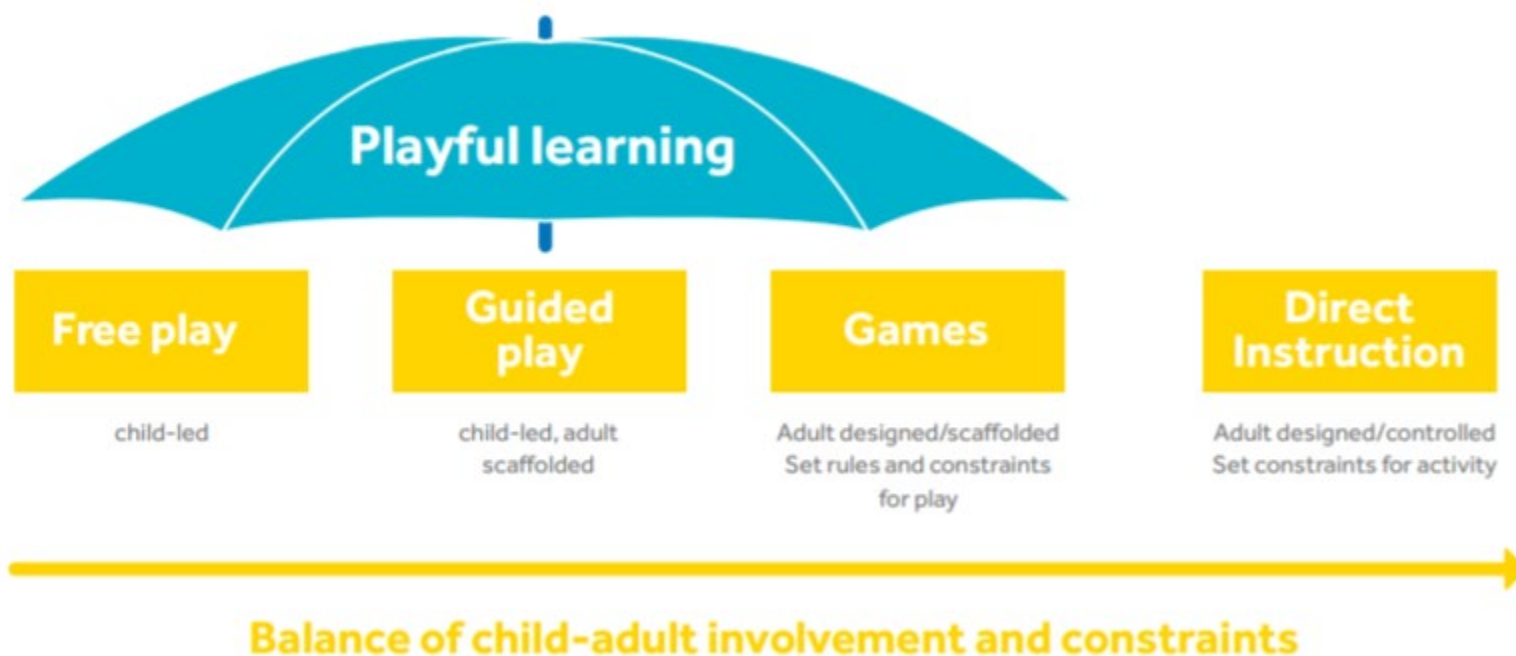 Playful learning
Free play
Guided
play
Games
Direct
Instruction
child-led
child-led, adult
scaffolded
Adult designed/scaffolded
Set rules and constraints
for play
Adult designed/controlled
Set constraints for activity
Balance of child-adult involvement and constraints